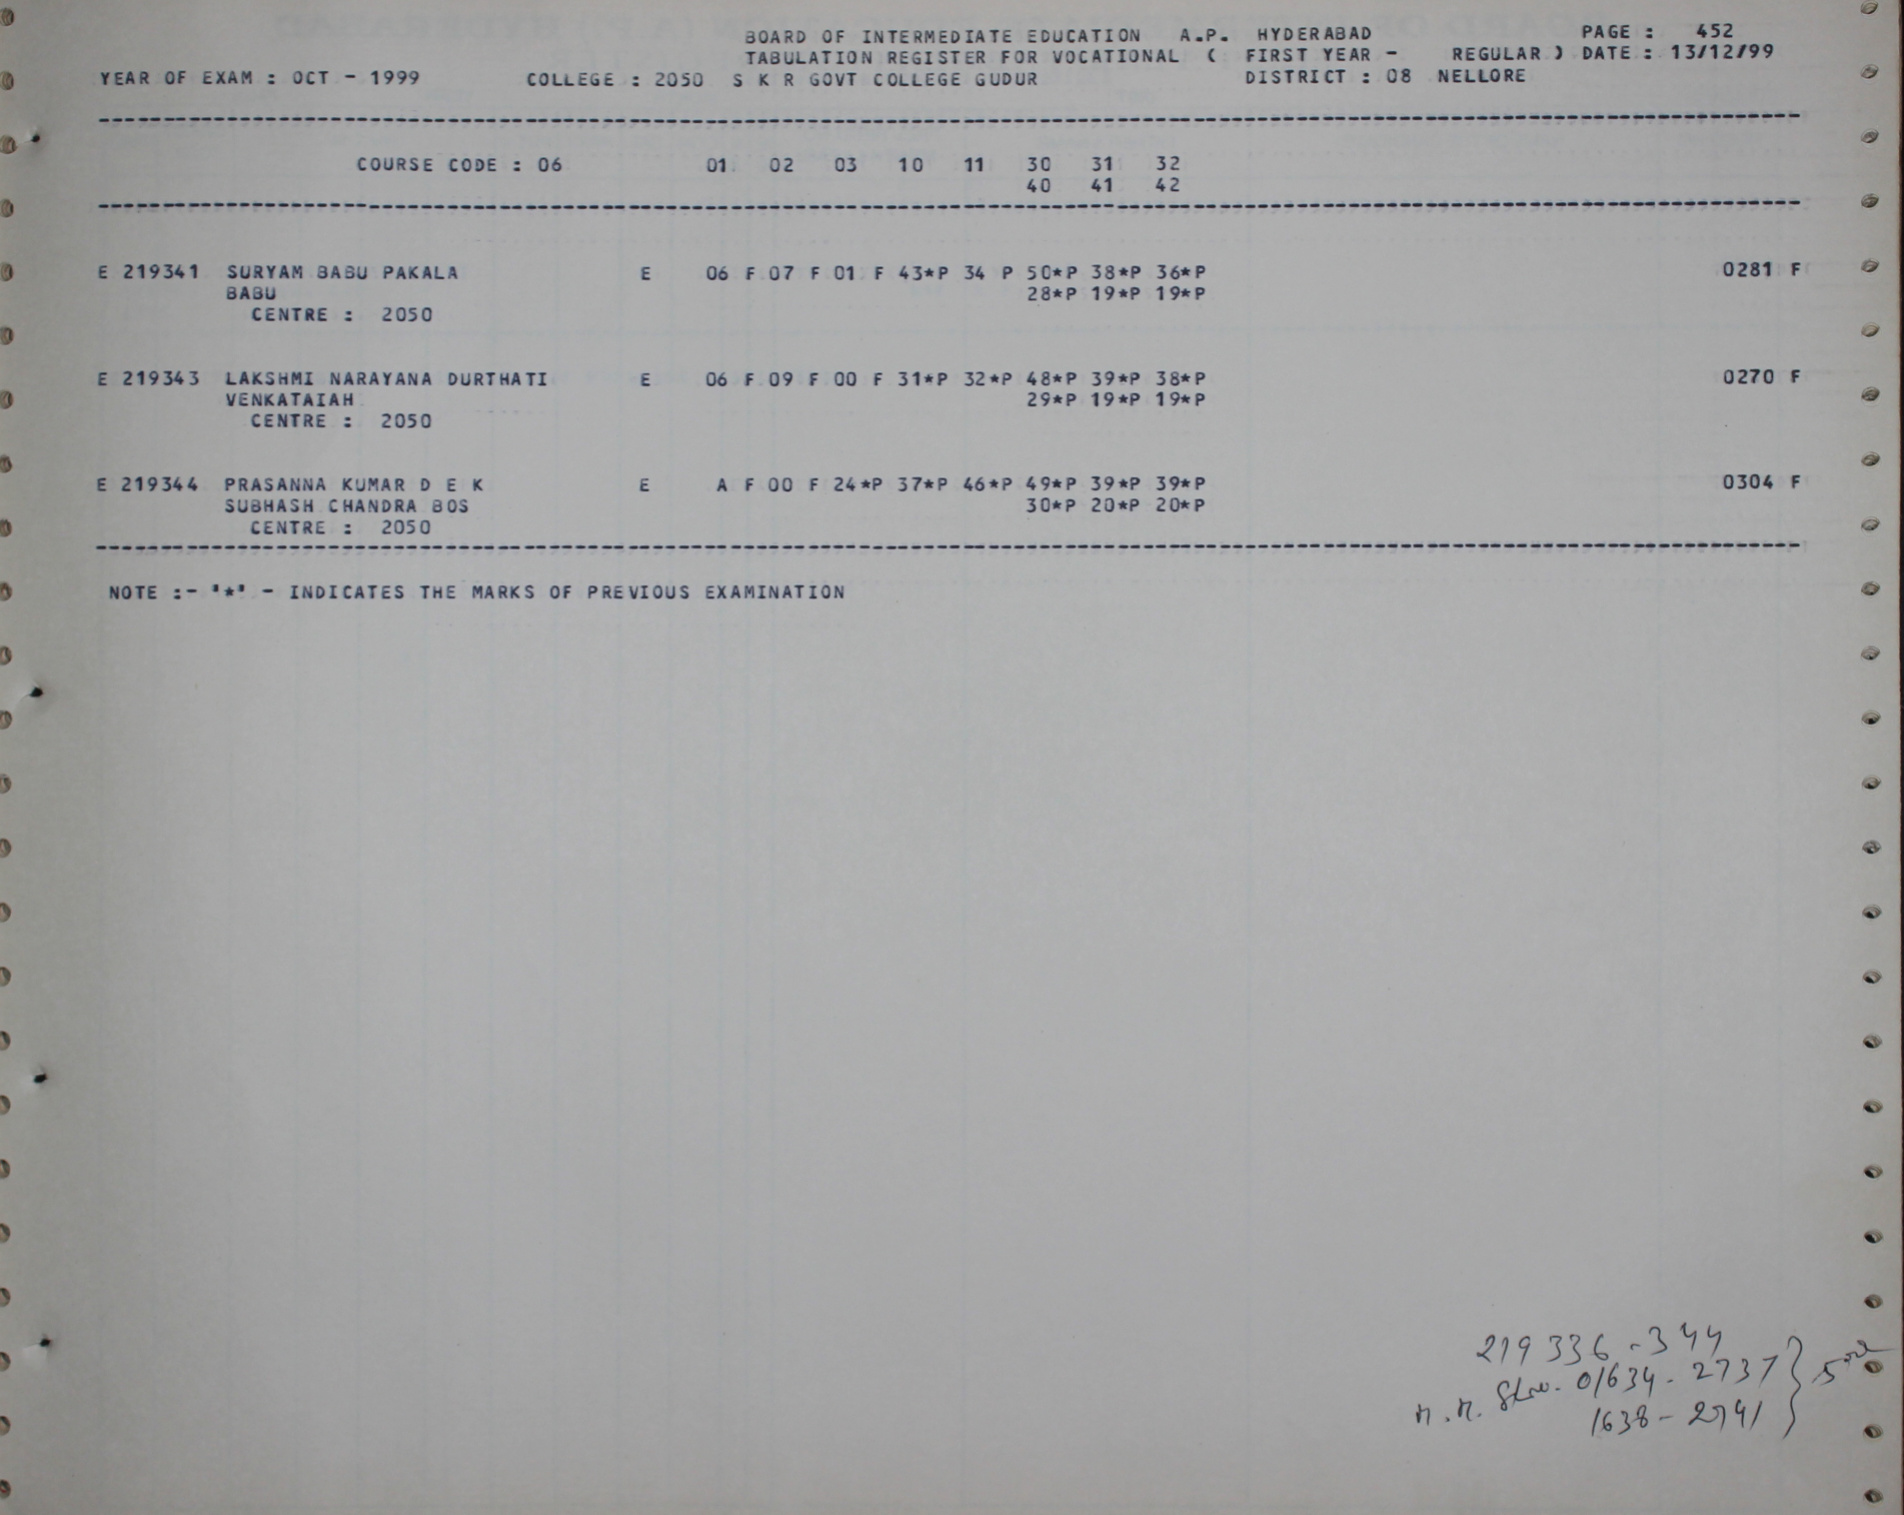 BOARD OF INTERMEDIATE EDUCATION A.P. HYDERABAD PAGE : 452
TABULATION REGISTER FOR VOCATIONAL ( FIRST YEAR - REGULAR ) DATE : 13/12/99
YEAR OF EXAM : OCT - 1999 COLLEGE : 2050 S K R GOVT COLLEGE GUDUR DISTRICT : 08 NELLORE
COURSE CODE : 06 01 02 03 10 11 30 31 32
40 41 42
E 219341 SURYAM BABU PAKALA E 06 F 07 F 01 F 43*P 34 P 50*P 38*P 36*P 0281 F
BABU 28*P 19*P 19*P
CENTRE : 2050
E 219343 LAKSHMI NARAYANA DURTHATI E 06 F 09 F 00 F 31*P 32*P 48*P 39*P 38*P 0270 F
VENKATAIAH 29*P 19*P 19*P
CENTRE : 2050
E 219344 PRASANNA KUMAR D E K E A F 00 F 24*P 37*P 46*P 49*P 39*P 39*P 0304 F
SUBHASH CHANDRA BOS 30*P 20*P 20*P
CENTRE : 2050
NOTE :- '*' - INDICATES THE MARKS OF PREVIOUS EXAMINATION
219 336 - 344
01634 - 2737
1638 - 2741